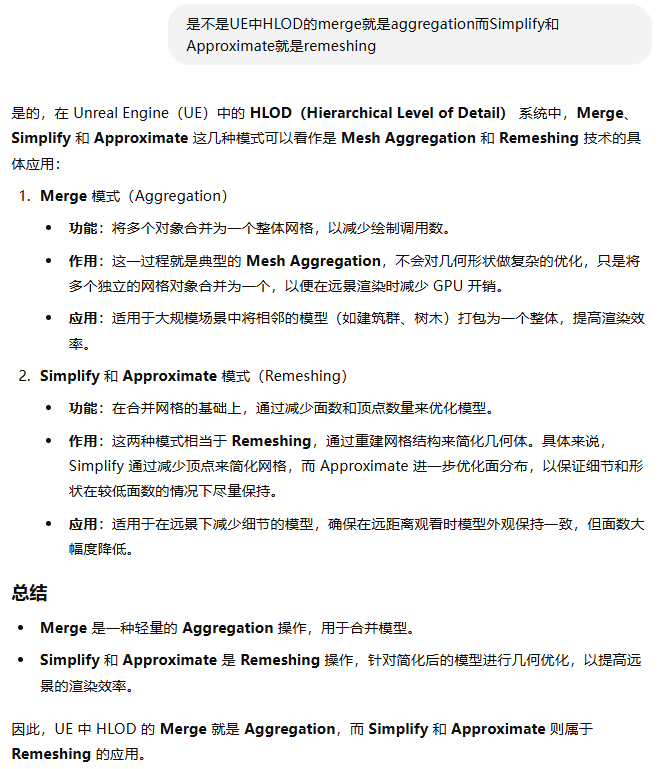 是不是UE中HLOD的merge就是aggregation而Simplify和
Approximate就是remeshing
是的，在 Unreal Engine（UE）中的 HLOD（Hierarchical Level of Detail） 系统中，Merge、
Simplify 和 Approximate 这几种模式可以看作是 Mesh Aggregation 和 Remeshing 技术的具
体应用：
1. Merge 模式（Aggregation）
• 功能：将多个对象合并为一个整体网格，以减少绘制调用数。
• 作用：这一过程就是典型的 Mesh Aggregation，不会对几何形状做复杂的优化，只是将
多个独立的网格对象合并为一个，以便在远景渲染时减少 GPU 开销。
• 应用：适用于大规模场景中将相邻的模型（如建筑群、树木）打包为一个整体，提高渲染效
率。
2. Simplify 和 Approximate 模式（Remeshing）
• 功能：在合并网格的基础上，通过减少面数和顶点数量来优化模型。
• 作用：这两种模式相当于 Remeshing，通过重建网格结构来简化几何体。具体来说，
Simplify 通过减少顶点来简化网格，而 Approximate 进一步优化面分布，以保证细节和形
状在较低面数的情况下尽量保持。
• 应用：适用于在远景下减少细节的模型，确保在远距离观看时模型外观保持一致，但面数大
幅度降低。
总结
• Merge 是一种轻量的 Aggregation 操作，用于合并模型。
• Simplify 和 Approximate 是 Remeshing 操作，针对简化后的模型进行几何优化，以提高远
景的渲染效率。
因此，UE 中 HLOD 的 Merge 就是 Aggregation，而 Simplify 和 Approximate 则属于
Remeshing 的应用。